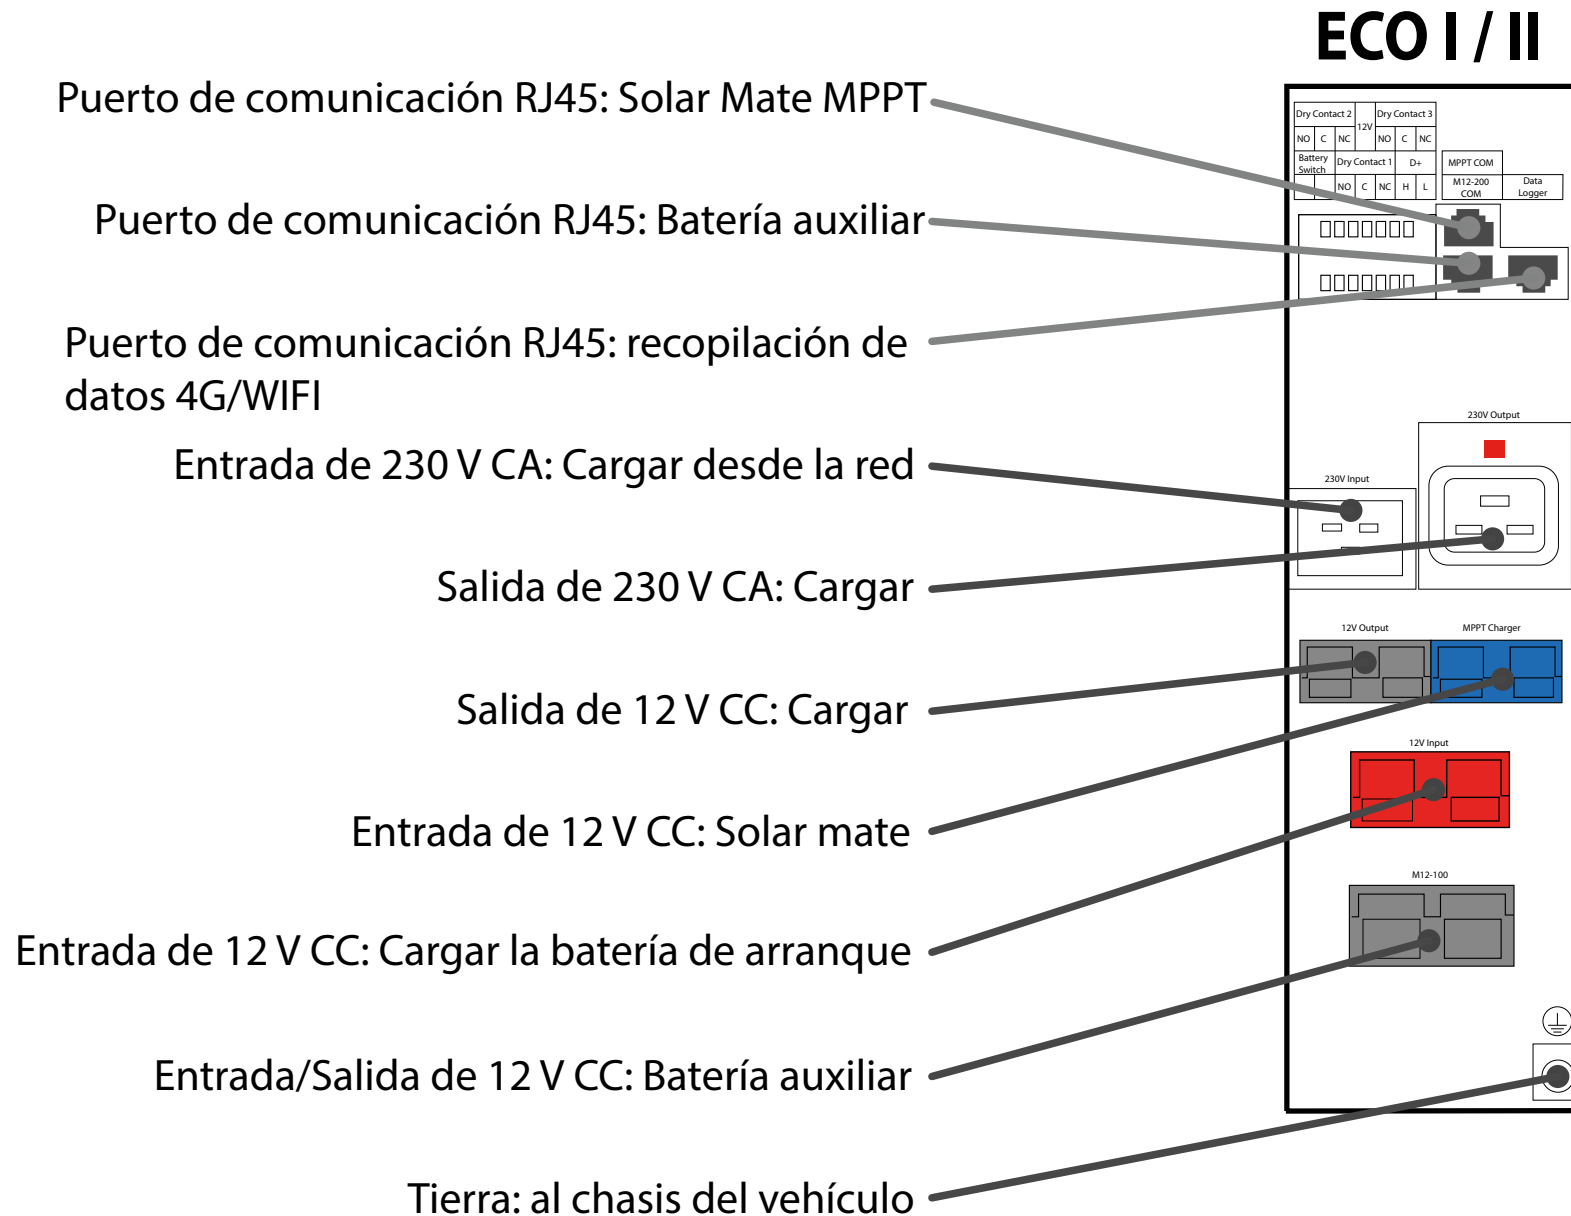 ECO I / II
Puerto de comunicación RJ45: Solar Mate MPPT
Puerto de comunicación RJ45: Batería auxiliar
Puerto de comunicación RJ45: recopilación de
datos 4G/WIFI
Entrada de 230 V CA: Cargar desde la red
Salida de 230 V CA: Cargar
Salida de 12 V CC: Cargar
Entrada de 12 V CC: Solar mate
Entrada de 12 V CC: Cargar la batería de arranque
Entrada/Salida de 12 V CC: Batería auxiliar
Tierra: al chasis del vehículo
Dry Contact 2 12V Dry Contact 3
NO C NC NO C NC
Battery
Switch Dry Contact 1 D+
NO C NC H L
MPPT COM
M12-200
COM
Data
Logger
230V Output
230V Input
12V Output MPPT Charger
12V Input
M12-100